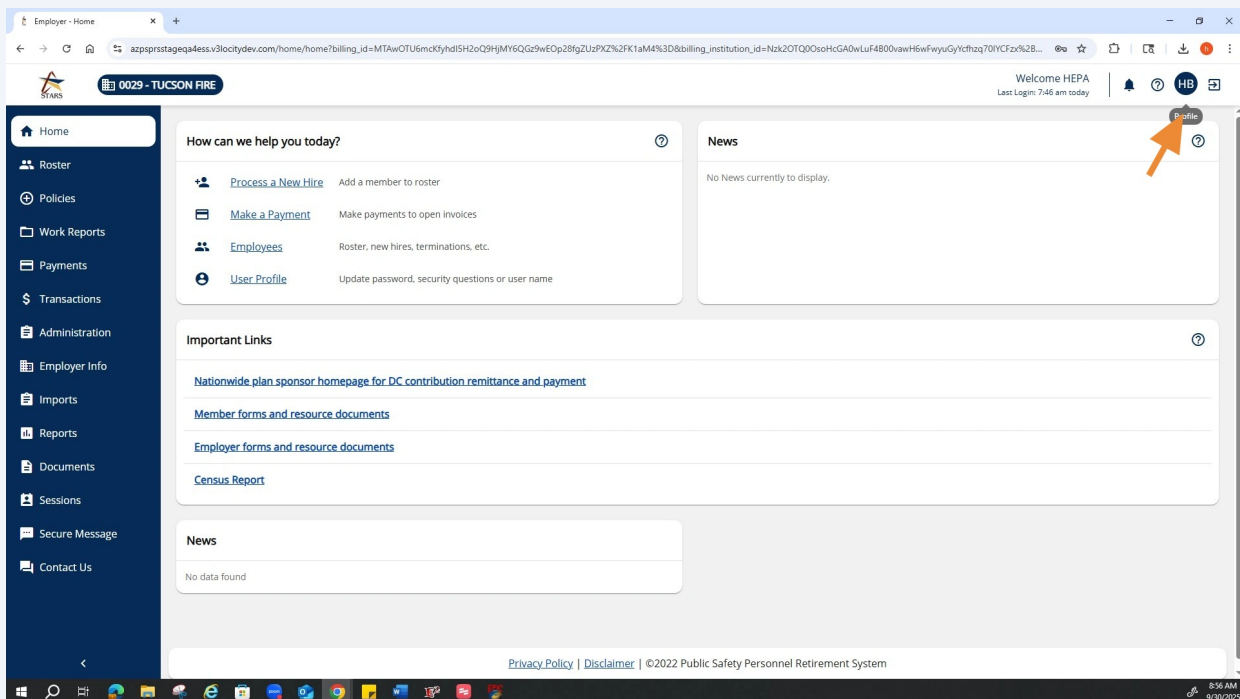 Employer - Home
azpsprsstageqa4ess.v3locitydev.com/home/home?billing_id=
STARS
0029 - TUCSON FIRE
Welcome HEPA
Last Login: 7:46 am today
HB
Profile
Home
Roster
Policies
Work Reports
Payments
Transactions
Administration
Employer Info
Imports
Reports
Documents
Sessions
Secure Message
Contact Us
How can we help you today?
Process a New Hire Add a member to roster
Make a Payment Make payments to open invoices
Employees Roster, new hires, terminations, etc.
User Profile Update password, security questions or user name
News
No News currently to display.
Important Links
Nationwide plan sponsor homepage for DC contribution remittance and payment
Member forms and resource documents
Employer forms and resource documents
Census Report
News
No data found
Privacy Policy | Disclaimer | ©2022 Public Safety Personnel Retirement System
8:56 AM
9/30/2025